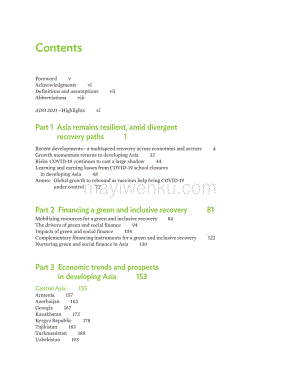 Contents
Foreword v
Acknowledgments vi
Definitions and assumptions vii
Abbreviations viii
ADO 2021—Highlights xi
Part 1 Asia remains resilient, amid divergent
recovery paths 1
Recent developments—a multispeed recovery across economies and sectors 4
Growth momentum returns to developing Asia 22
Risks: COVID-19 continues to cast a large shadow 44
Learning and earning losses from COVID-19 school closures
in developing Asia 48
Annex: Global growth to rebound as vaccines help bring COVID-19
under control
mayiwenku.com
Part 2 Financing a green and inclusive recovery 81
Mobilizing resources for a green and inclusive recovery 84
The drivers of green and social finance 94
Impacts of green and social finance 106
Complementary financing instruments for a green and inclusive recovery 122
Nurturing green and social finance in Asia 130
Part 3 Economic trends and prospects
in developing Asia 153
Central Asia 155
Armenia 157
Azerbaijan 162
Georgia 167
Kazakhstan 172
Kyrgyz Republic 178
Tajikistan 183
Turkmenistan 188
Uzbekistan 193